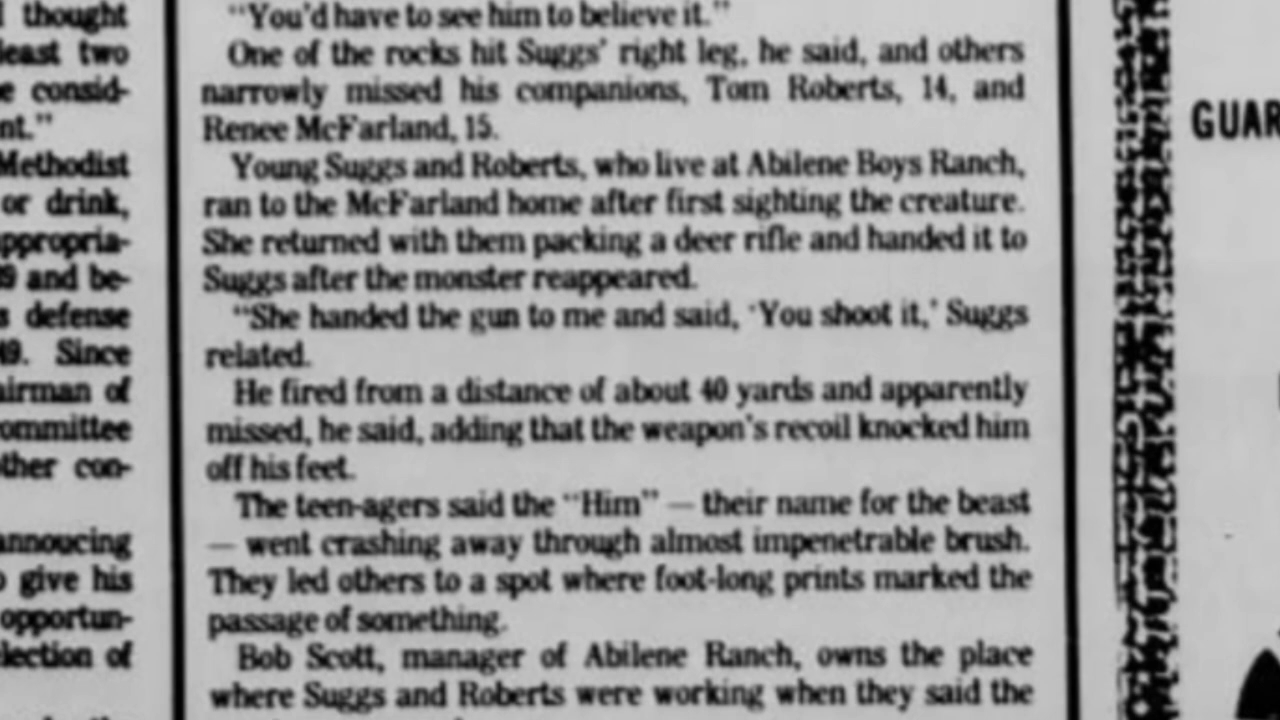 thought
least two
consid-
nt."
Methodist
or drink,
ppropria-
9 and be-
s defense
9. Since
airman of
ommittee
ther con-
annoucing
give his
opportun-
lection of
"You'd have to see him to believe it."
One of the rocks hit Suggs' right leg, he said, and others
narrowly missed his companions, Tom Roberts, 14, and
Renee McFarland, 15.
Young Suggs and Roberts, who live at Abilene Boys Ranch,
ran to the McFarland home after first sighting the creature.
She returned with them packing a deer rifle and handed it to
Suggs after the monster reappeared.
"She handed the gun to me and said, 'You shoot it,' Suggs
related.
He fired from a distance of about 40 yards and apparently
missed, he said, adding that the weapon's recoil knocked him
off his feet.
The teen-agers said the "Him" — their name for the beast
— went crashing away through almost impenetrable brush.
They led others to a spot where foot-long prints marked the
passage of something.
Bob Scott, manager of Abilene Ranch, owns the place
where Suggs and Roberts were working when they said the
GUAR